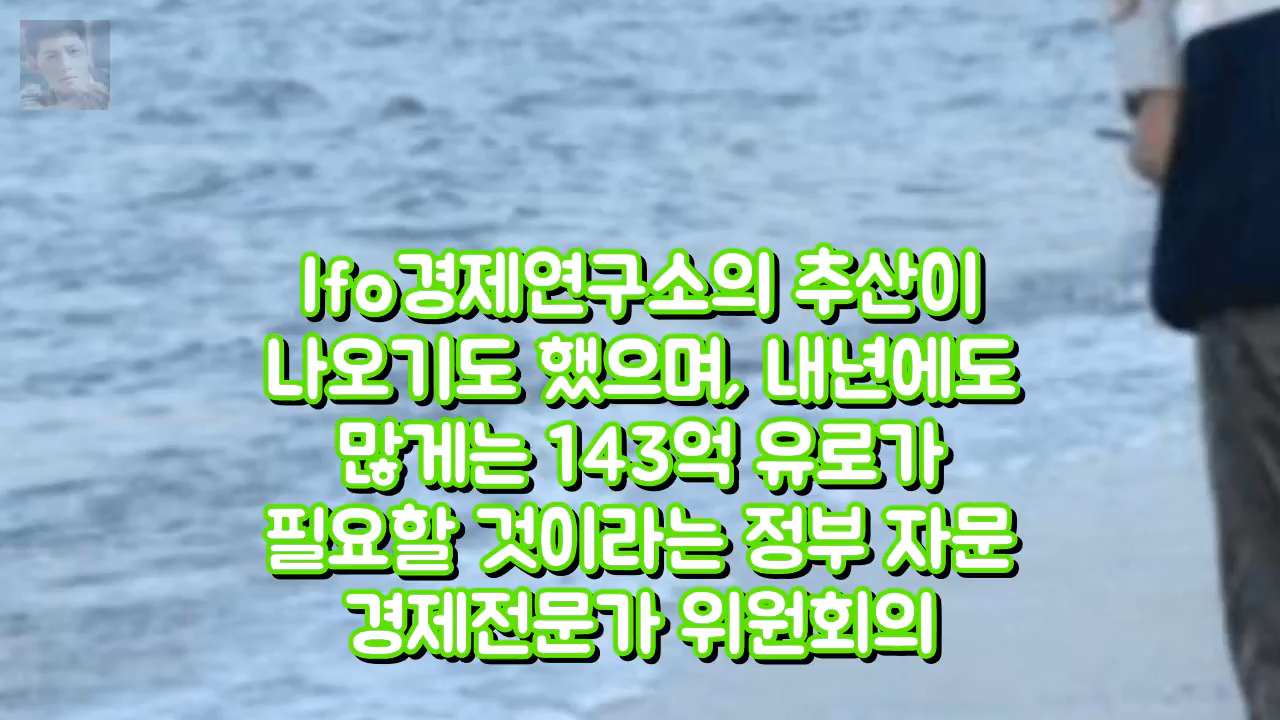 Ifo경제연구소의 추산이
나오기도 했으며, 내년에도
많게는 143억 유로가
필요할 것이라는 정부 자문
경제전문가 위원회의